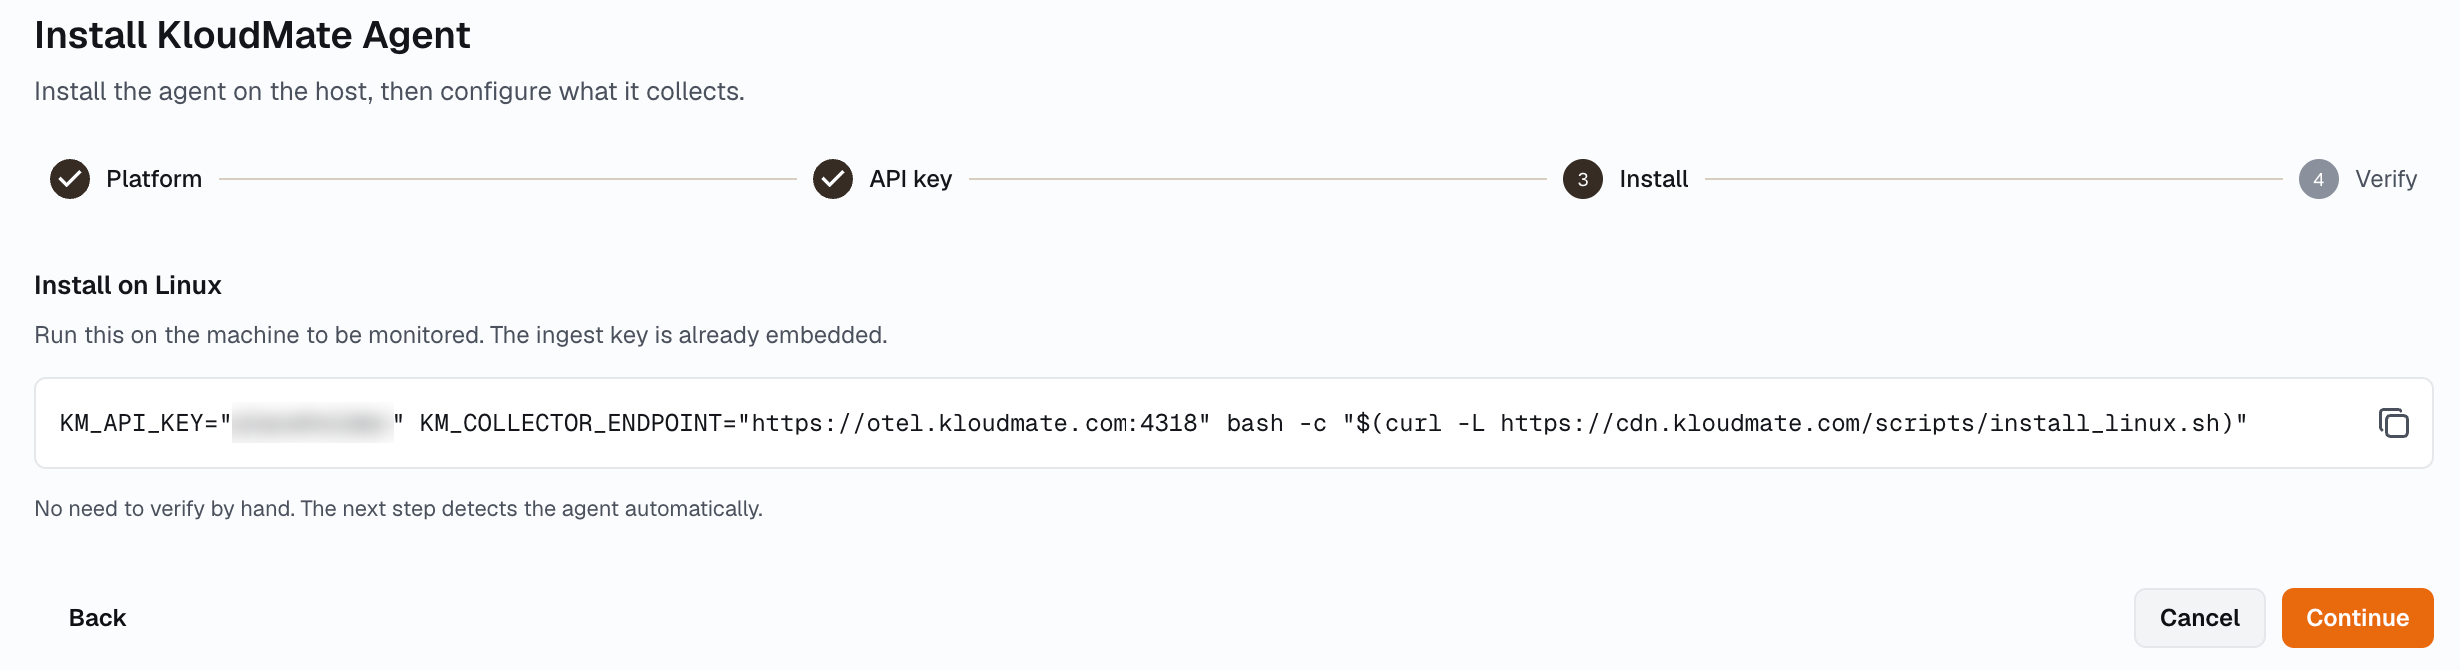 Install KloudMate Agent
Install the agent on the host, then configure what it collects.
Platform
API key
3 Install
4 Verify
Install on Linux
Run this on the machine to be monitored. The ingest key is already embedded.
KM_API_KEY="" KM_COLLECTOR_ENDPOINT="https://otel.kloudmate.com:4318" bash -c "$(curl -L https://cdn.kloudmate.com/scripts/install_linux.sh)"
No need to verify by hand. The next step detects the agent automatically.
Back
Cancel
Continue